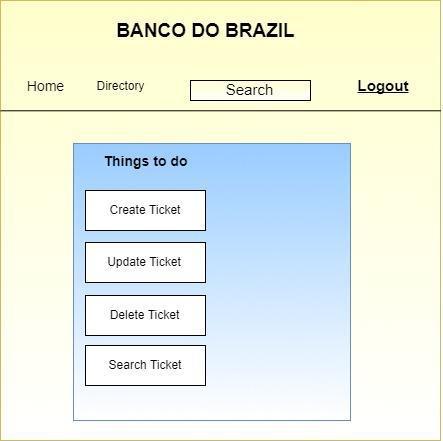 BANCO DO BRAZIL
Home Directory Search Logout
Things to do
Create Ticket
Update Ticket
Delete Ticket
Search Ticket